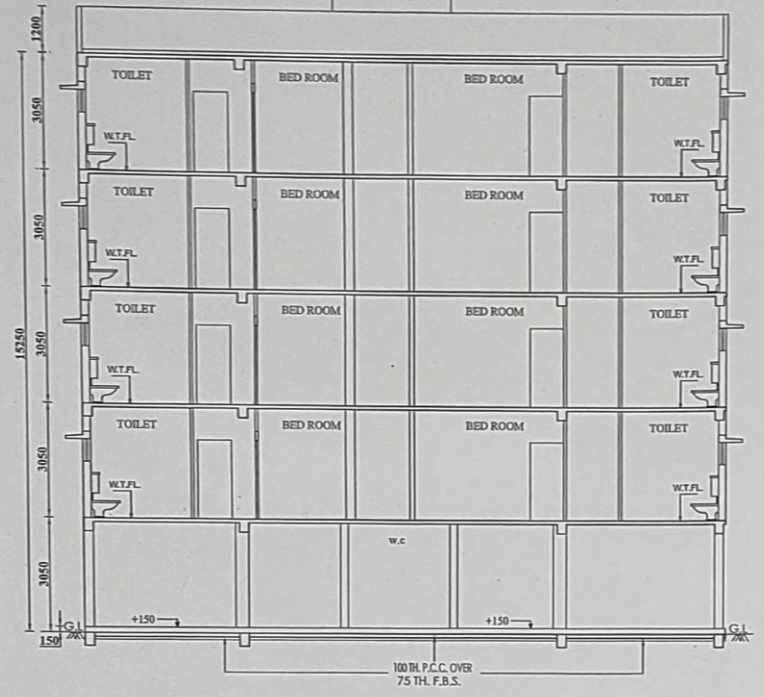 1200
TOILET BED ROOM BED ROOM TOILET
3050
W.T.FL. W.T.FL.
TOILET BED ROOM BED ROOM TOILET
3050
W.T.FL. W.T.FL.
TOILET BED ROOM BED ROOM TOILET
15250
3050
W.T.FL. W.T.FL.
TOILET BED ROOM BED ROOM TOILET
3050
W.T.FL. W.T.FL.
w.c
3050
+150 +150
G.L G.L
150
100 TH. P.C.C. OVER
75 TH. F.B.S.